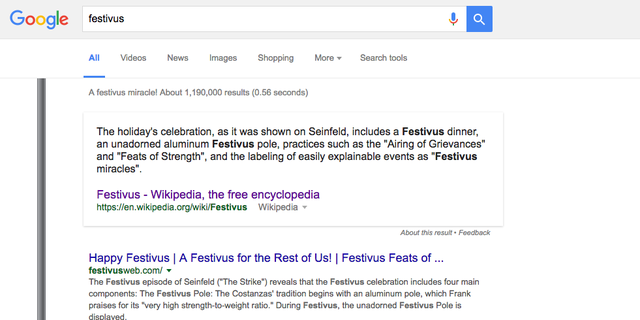 Google festivus
All Videos News Images Shopping More Search tools
A festivus miracle! About 1,190,000 results (0.56 seconds)
The holiday's celebration, as it was shown on Seinfeld, includes a Festivus dinner,
an unadorned aluminum Festivus pole, practices such as the "Airing of Grievances"
and "Feats of Strength", and the labeling of easily explainable events as "Festivus
miracles".
Festivus - Wikipedia, the free encyclopedia
https://en.wikipedia.org/wiki/Festivus Wikipedia
About this result • Feedback
Happy Festivus | A Festivus for the Rest of Us! | Festivus Feats of ...
festivusweb.com/
The Festivus episode of Seinfeld ("The Strike") reveals that the Festivus celebration includes four main
components: The Festivus Pole: The Costanzas' tradition begins with an aluminum pole, which Frank
praises for its "very high strength-to-weight ratio." During Festivus, the unadorned Festivus Pole is
displayed.